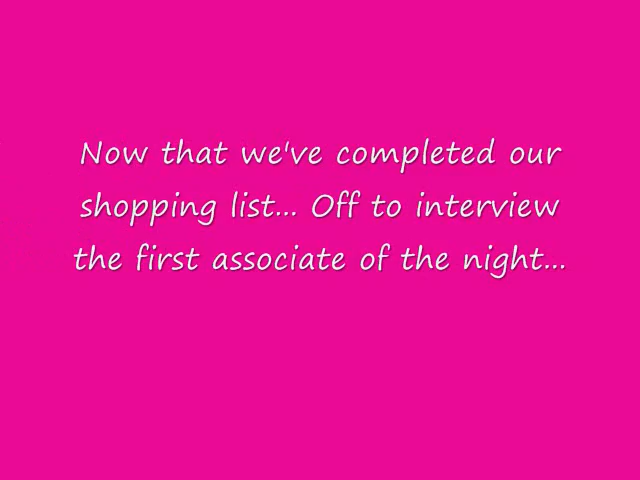 Now that we've completed our
shopping list... Off to interview
the first associate of the night...